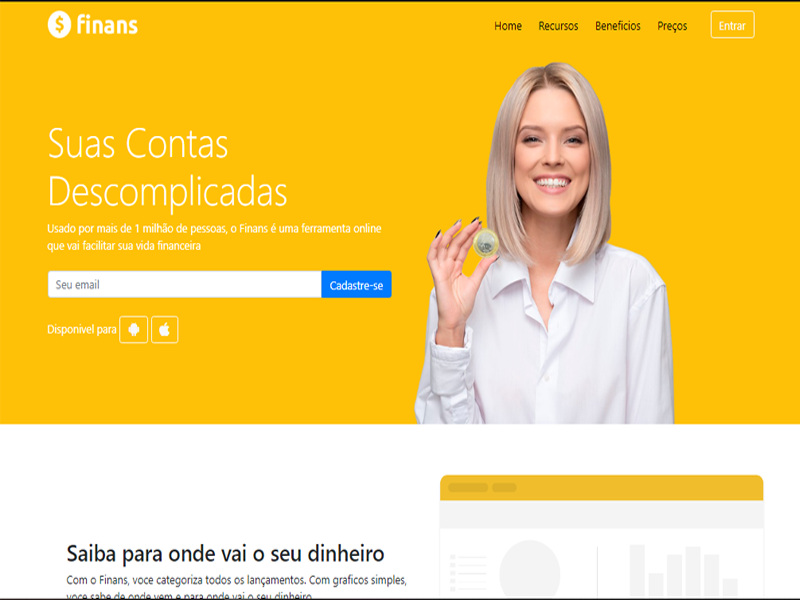 finans
Home Recursos Benefícios Preços Entrar
Suas Contas
Descomplicadas
Usado por mais de 1 milhão de pessoas, o Finans é uma ferramenta online
que vai facilitar sua vida financeira
Seu email Cadastre-se
Disponivel para
Saiba para onde vai o seu dinheiro
Com o Finans, voce categoriza todos os lançamentos. Com graficos simples,
voce sabe de onde vem e para onde vai o seu dinheiro